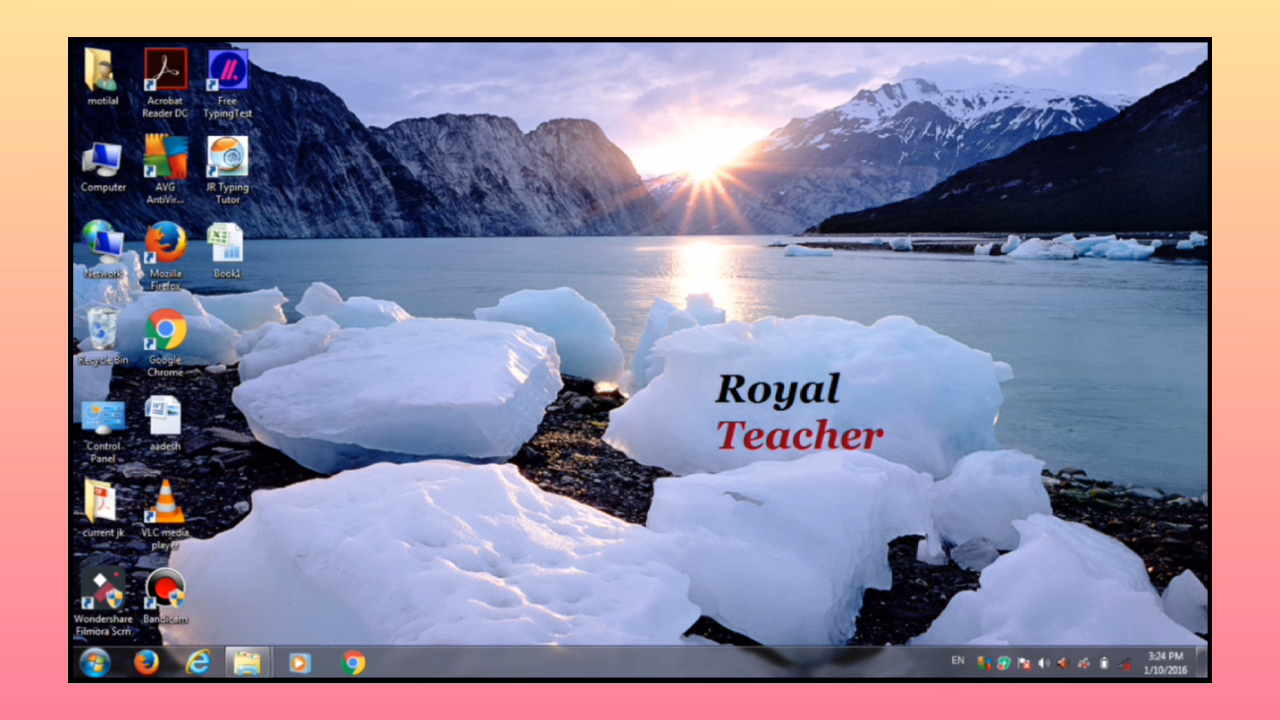 motilal
Acrobat
Reader DC
Free
TypingTest
Computer
AVG
AntiVir...
JR Typing
Tutor
Network
Mozilla
Firefox
Book1
Recycle Bin
Google
Chrome
Control
Panel
aadesh
current jk
VLC media
player
Wondershare
Filmora Scrn
Bandicam
Royal
Teacher
EN
3:24 PM
1/10/2016